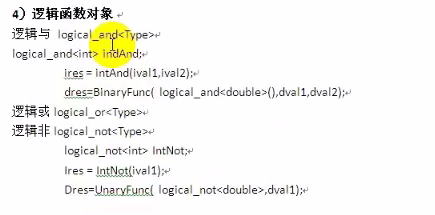 4）逻辑函数对象
逻辑与 logical_and<Type>
logical_and<int> indAnd;
ires = intAnd(ival1,ival2);
dres=BInaryFunc( logical_and<double>(),dval1,dval2);
逻辑或 logical_or<Type>
逻辑非 logical_not<Type>
logical_not<int> IntNot;
Ires = IntNot(ival1);
Dres=UnaryFunc( logical_not<double>,dval1);